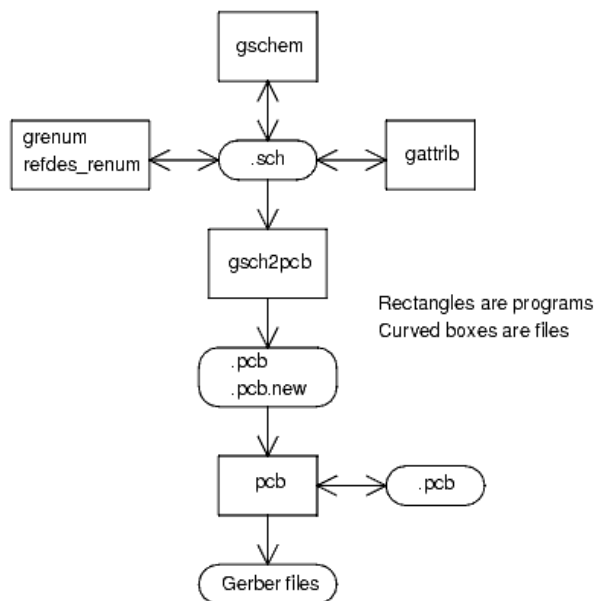 gschem
grenum
refdes_renum
.sch
gattrib
gsch2pcb
Rectangles are programs
Curved boxes are files
.pcb
.pcb.new
pcb
.pcb
Gerber files